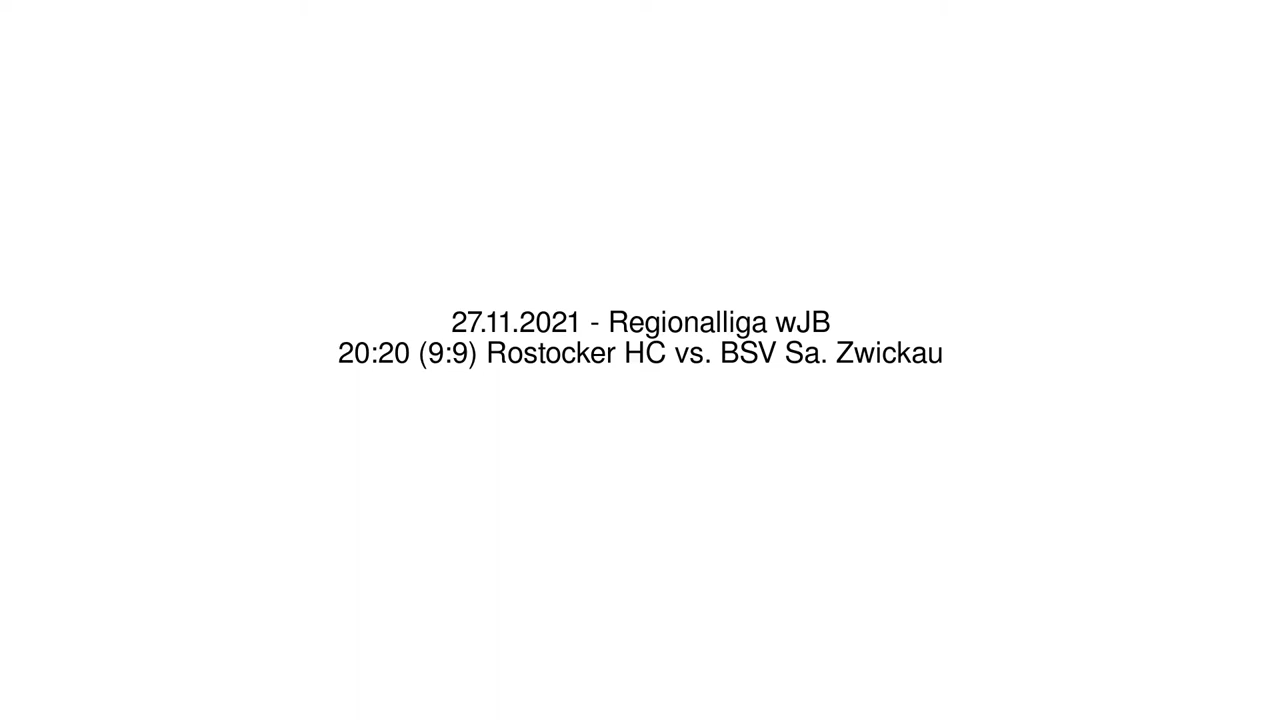 27.11.2021 - Regionalliga wJB
20:20 (9:9) Rostocker HC vs. BSV Sa. Zwickau